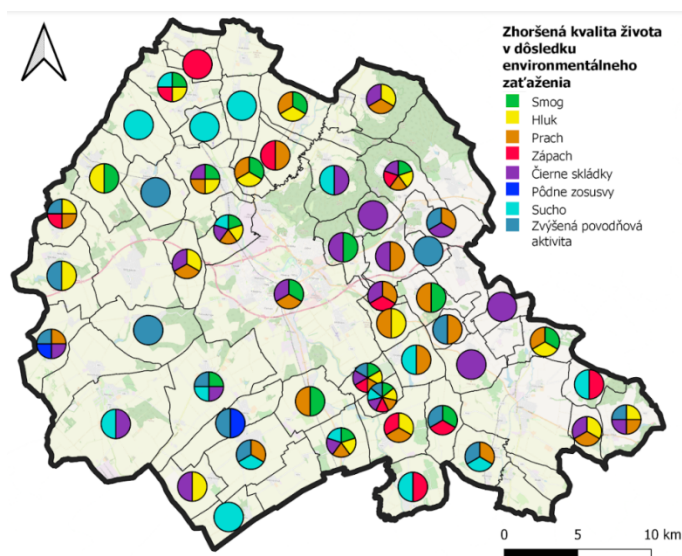 Zhoršená kvalita života
v dôsledku
environmentálneho
zaťaženia
Smog
Hluk
Prach
Zápach
Čierne skládky
Pôdne zosusvy
Sucho
Zvýšená povodňová
aktivita
0 5 10 km